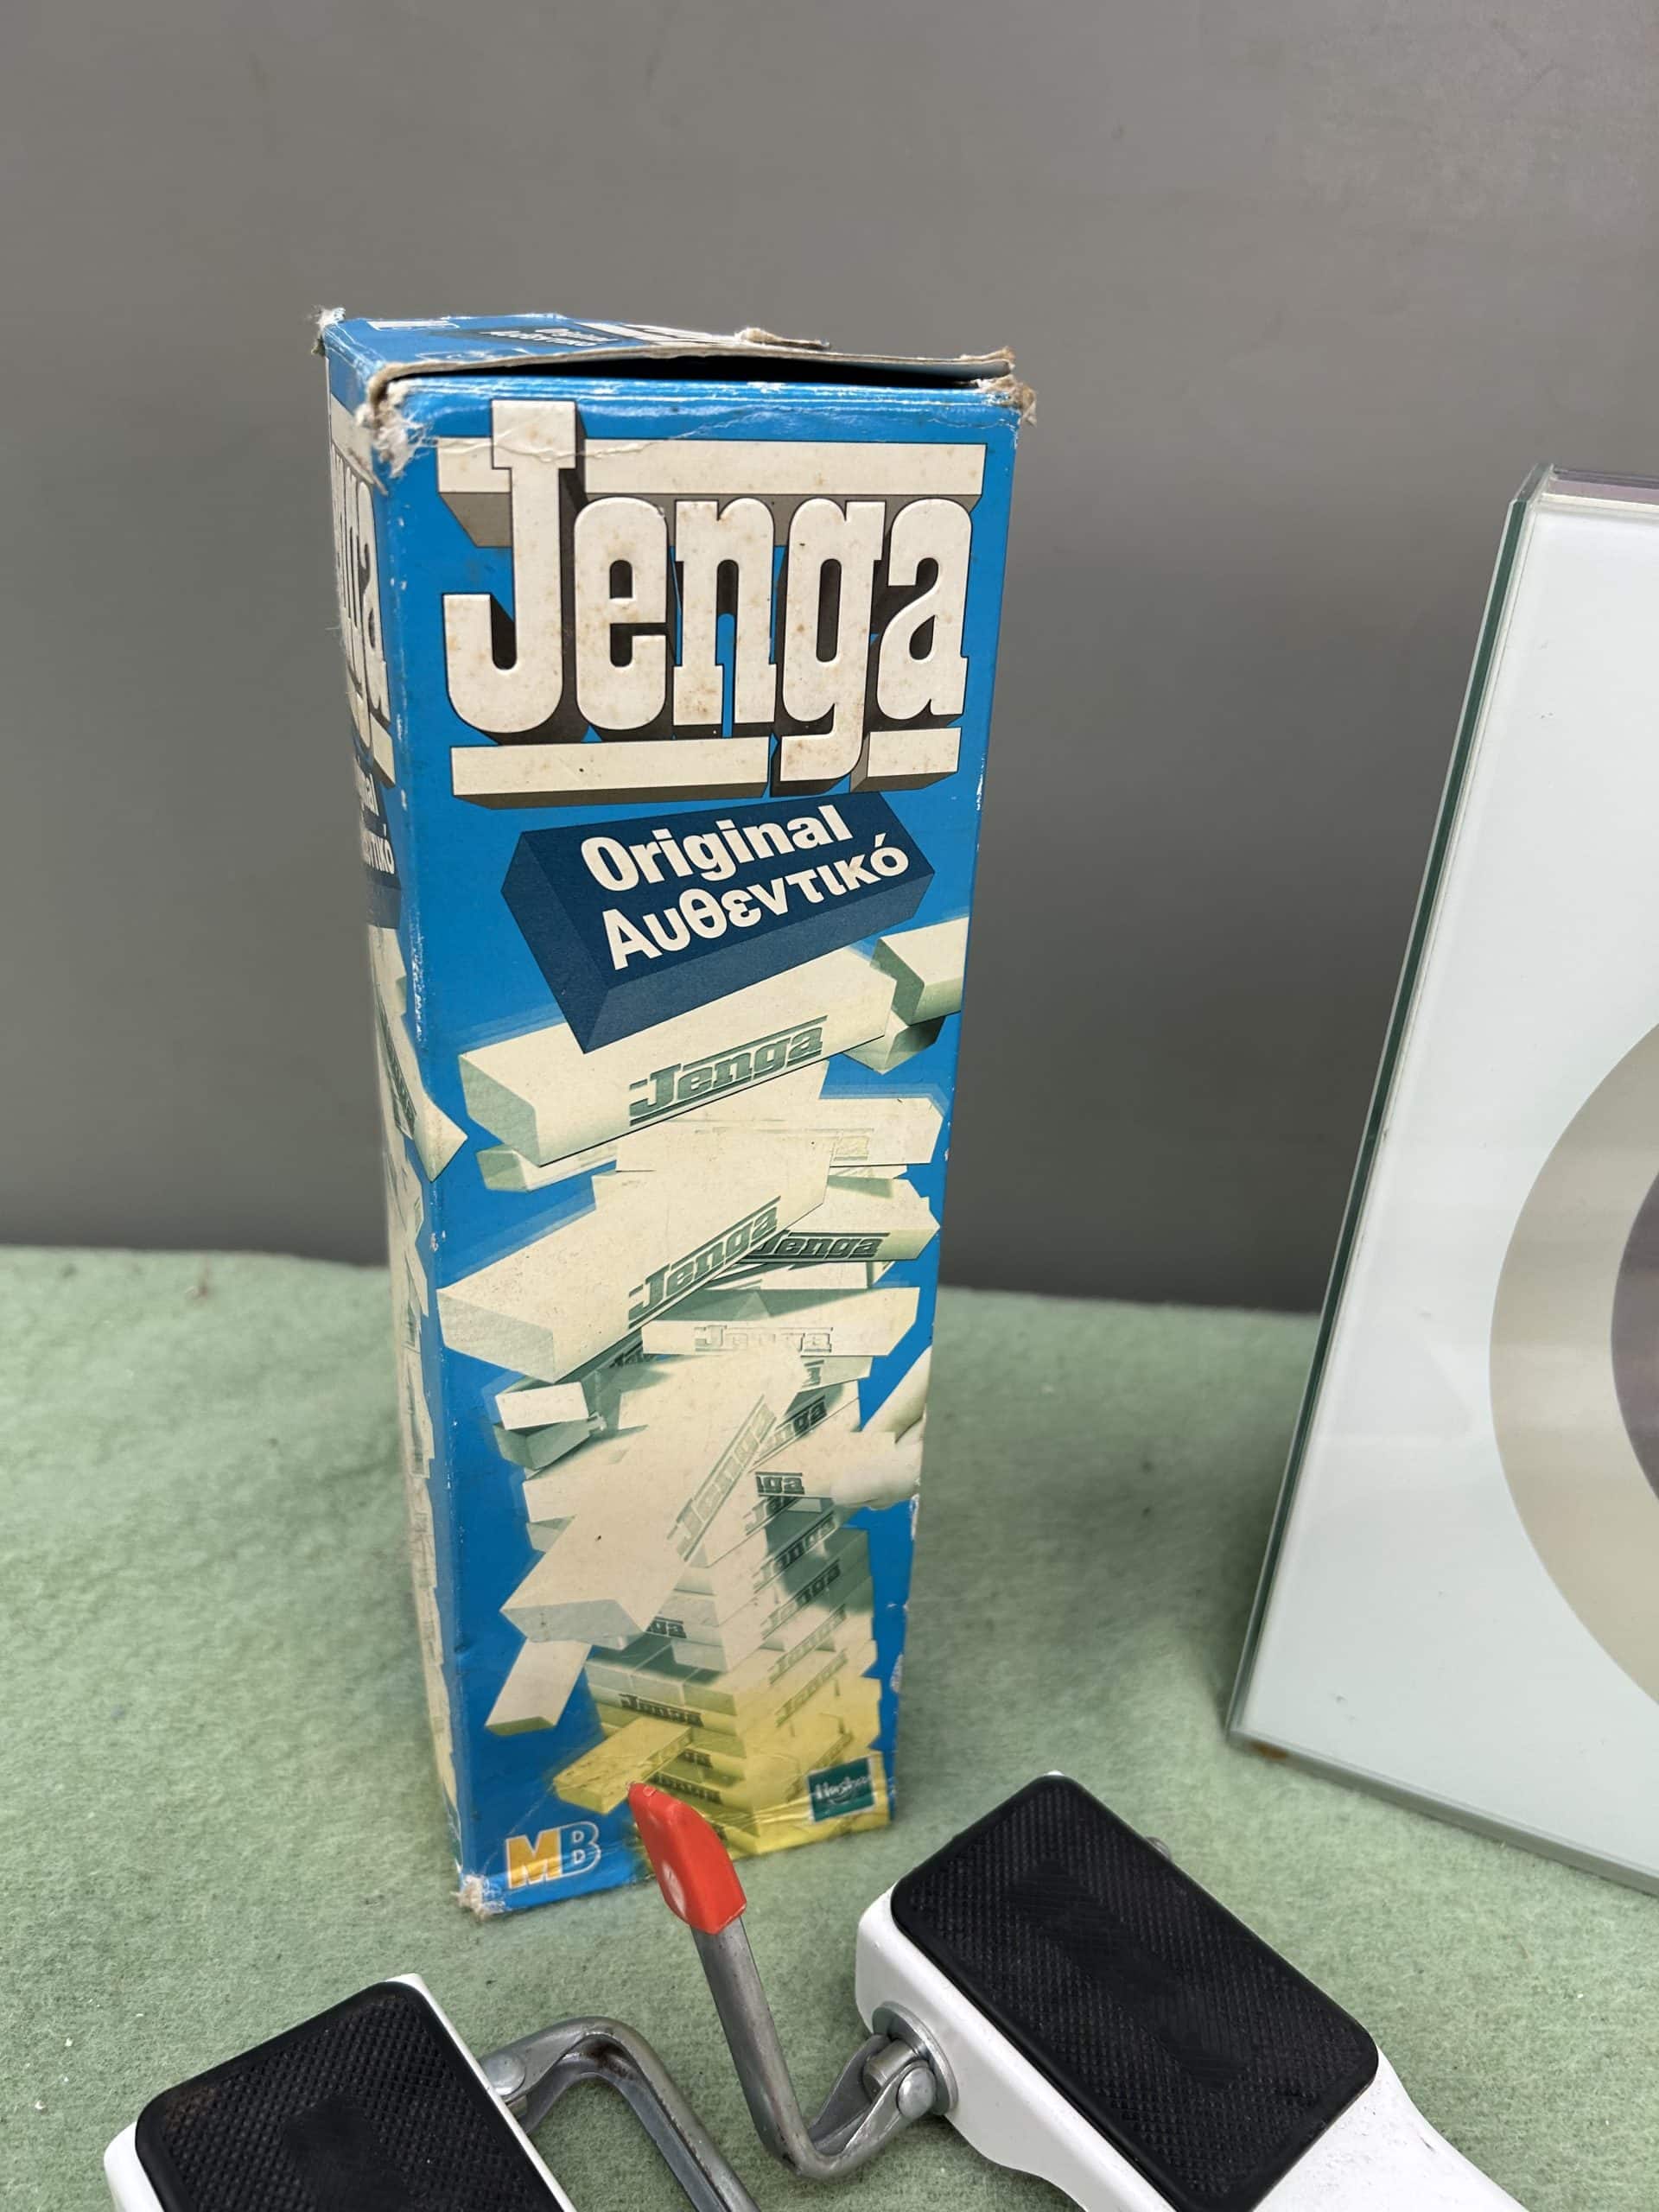 Jenga
Original
Αυθεντικό
Jenga
Jenga
Jenga
Jenga
Jenga
Jenga
MB
Hasbro